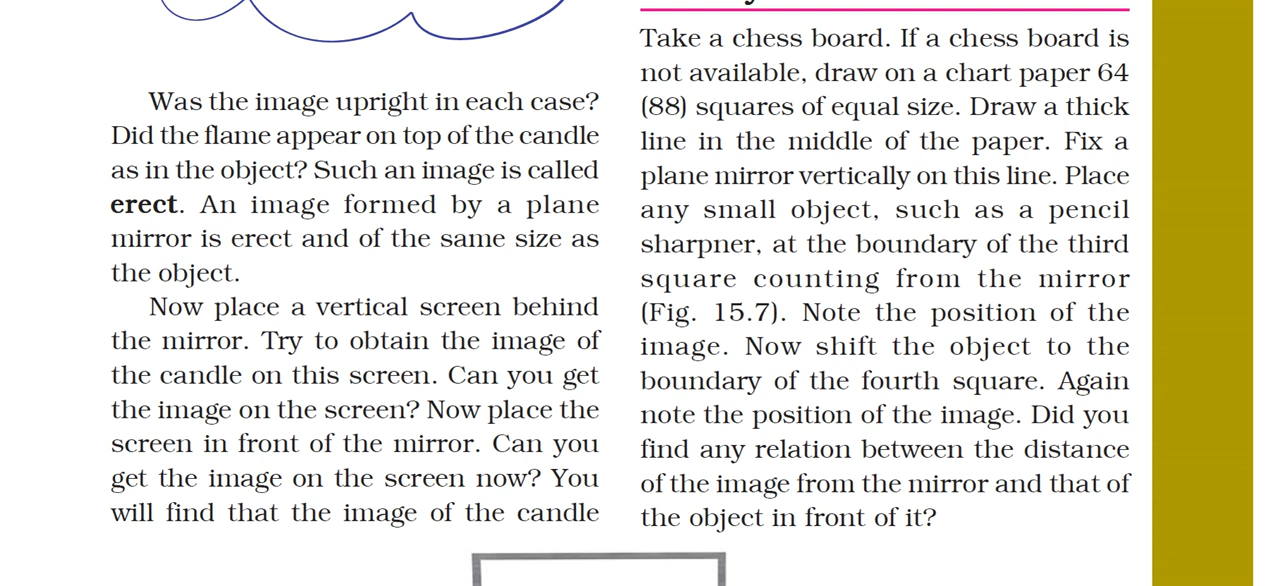 Was the image upright in each case?
Did the flame appear on top of the candle
as in the object? Such an image is called
erect. An image formed by a plane
mirror is erect and of the same size as
the object.
Now place a vertical screen behind
the mirror. Try to obtain the image of
the candle on this screen. Can you get
the image on the screen? Now place the
screen in front of the mirror. Can you
get the image on the screen now? You
will find that the image of the candle
Take a chess board. If a chess board is
not available, draw on a chart paper 64
(88) squares of equal size. Draw a thick
line in the middle of the paper. Fix a
plane mirror vertically on this line. Place
any small object, such as a pencil
sharpner, at the boundary of the third
square counting from the mirror
(Fig. 15.7). Note the position of the
image. Now shift the object to the
boundary of the fourth square. Again
note the position of the image. Did you
find any relation between the distance
of the image from the mirror and that of
the object in front of it?